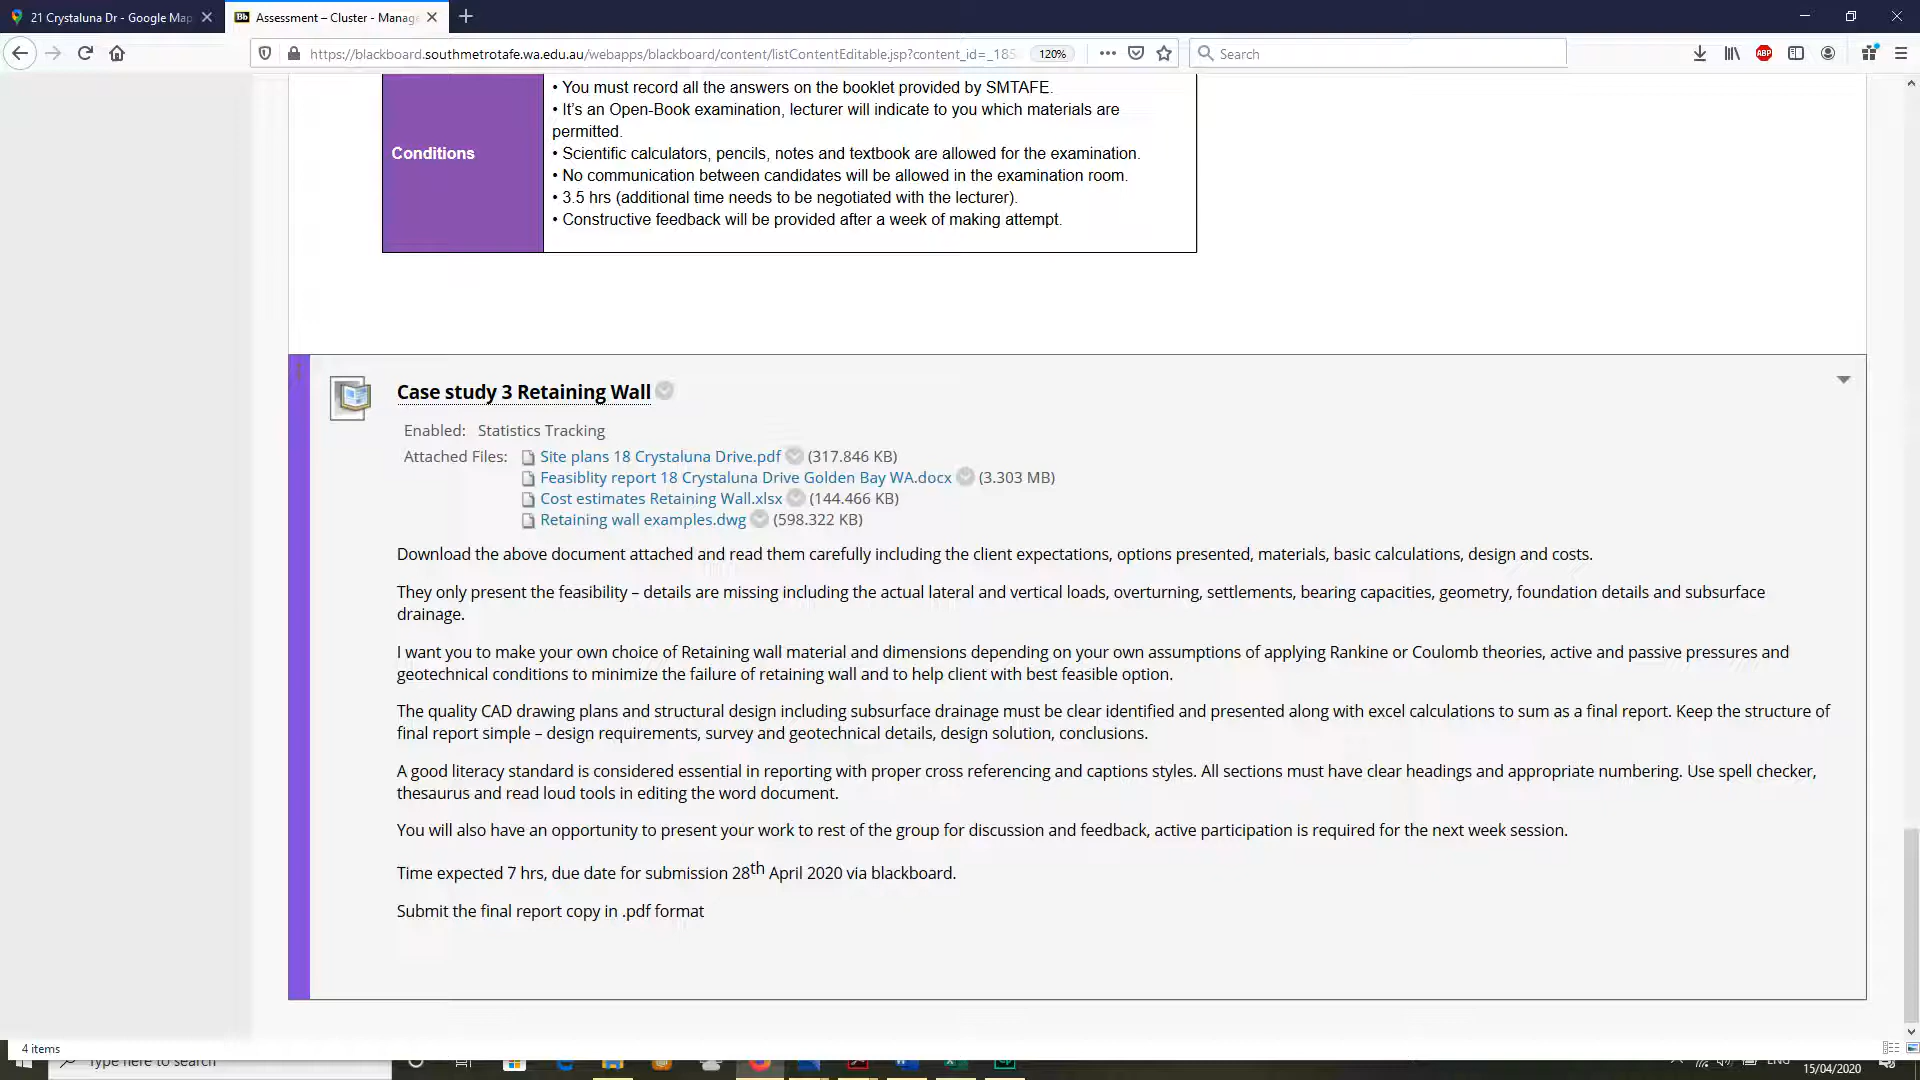 21 Crystaluna Dr - Google Map
Assessment – Cluster - Manage
https://blackboard.southmetrotafe.wa.edu.au/webapps/blackboard/content/listContentEditable.jsp?content_id=_185
120%
Search
ABP
Conditions
• You must record all the answers on the booklet provided by SMTAFE.
• It's an Open-Book examination, lecturer will indicate to you which materials are
permitted.
• Scientific calculators, pencils, notes and textbook are allowed for the examination.
• No communication between candidates will be allowed in the examination room.
• 3.5 hrs (additional time needs to be negotiated with the lecturer).
• Constructive feedback will be provided after a week of making attempt.
Case study 3 Retaining Wall
Enabled: Statistics Tracking
Attached Files: Site plans 18 Crystaluna Drive.pdf (317.846 KB)
Feasiblity report 18 Crystaluna Drive Golden Bay WA.docx (3.303 MB)
Cost estimates Retaining Wall.xlsx (144.466 KB)
Retaining wall examples.dwg (598.322 KB)
Download the above document attached and read them carefully including the client expectations, options presented, materials, basic calculations, design and costs.
They only present the feasibility – details are missing including the actual lateral and vertical loads, overturning, settlements, bearing capacities, geometry, foundation details and subsurface
drainage.
I want you to make your own choice of Retaining wall material and dimensions depending on your own assumptions of applying Rankine or Coulomb theories, active and passive pressures and
geotechnical conditions to minimize the failure of retaining wall and to help client with best feasible option.
The quality CAD drawing plans and structural design including subsurface drainage must be clear identified and presented along with excel calculations to sum as a final report. Keep the structure of
final report simple – design requirements, survey and geotechnical details, design solution, conclusions.
A good literacy standard is considered essential in reporting with proper cross referencing and captions styles. All sections must have clear headings and appropriate numbering. Use spell checker,
thesaurus and read loud tools in editing the word document.
You will also have an opportunity to present your work to rest of the group for discussion and feedback, active participation is required for the next week session.
Time expected 7 hrs, due date for submission 28th April 2020 via blackboard.
Submit the final report copy in .pdf format
4 items
Type here to search
ENG
15/04/2020